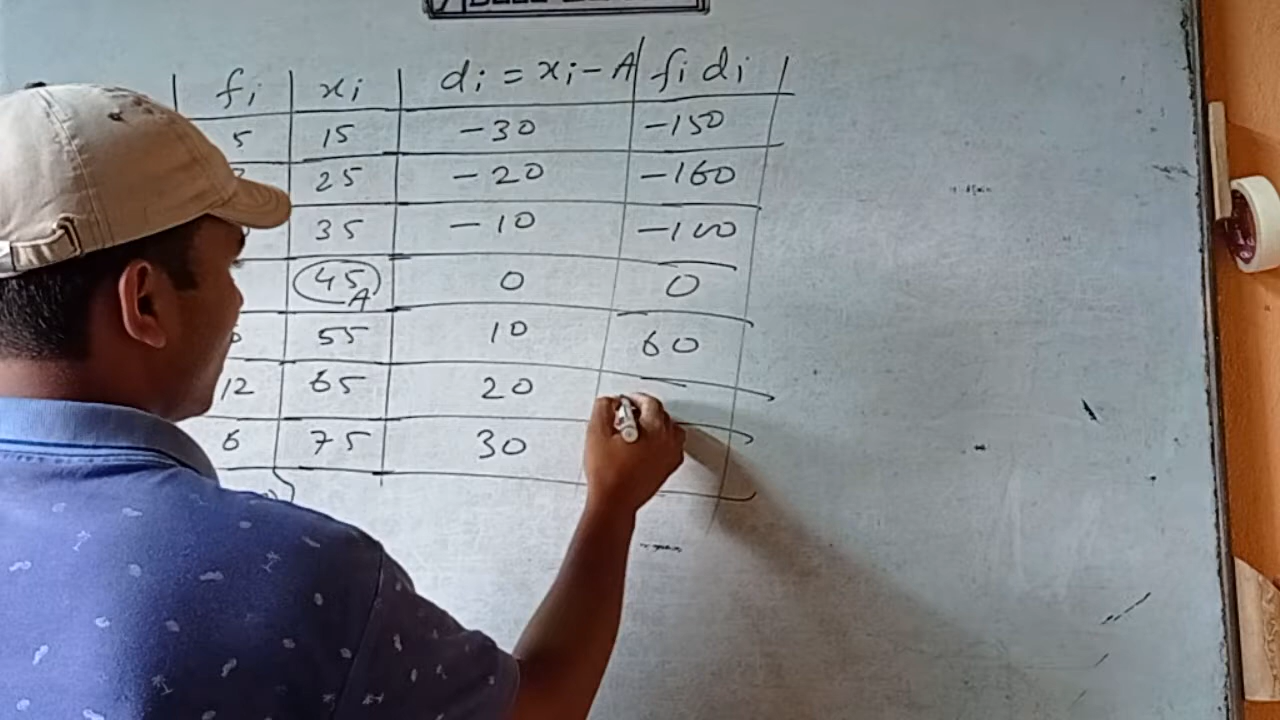 fi xi di = xi - A fi di
5 15 -30 -150
25 -20 -160
35 -10 -100
45 A 0 0
55 10 60
12 65 20
6 75 30